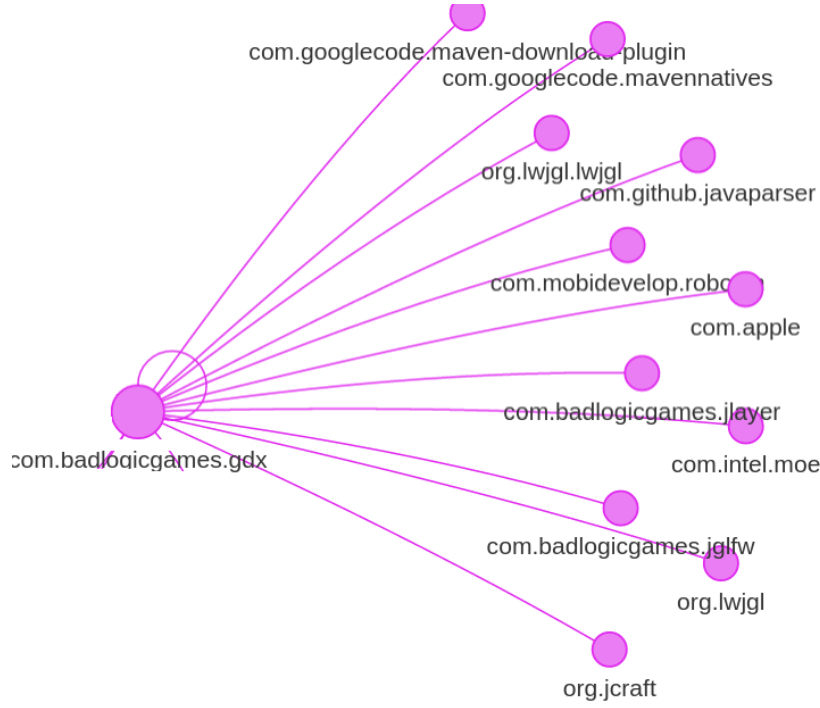 com.googlecode.maven-download-plugin
com.googlecode.mavennatives
org.lwjgl.lwjgl
com.github.javaparser
com.apple
com.badlogicgames.jlayer
com.badlogicgames.gdx
com.intel.moe
com.badlogicgames.jglfw
org.lwjgl
org.jcraft